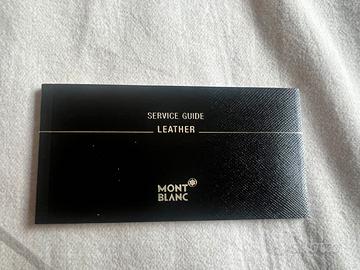 SERVICE GUIDE
LEATHER
MONT
BLANC